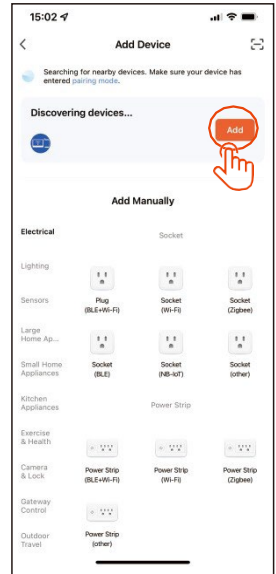 15:02
Add Device
Searching for nearby devices. Make sure your device has
entered pairing mode.
Discovering devices...
Add
Add Manually
Electrical
Socket
Lighting
Sensors
Plug
(BLE+Wi-Fi)
Socket
(Wi-Fi)
Socket
(Zigbee)
Large
Home Ap...
Small Home
Appliances
Socket
(BLE)
Socket
(NB-IoT)
Socket
(other)
Kitchen
Appliances
Power Strip
Exercise
& Health
Camera
& Lock
Power Strip
(BLE+Wi-Fi)
Power Strip
(Wi-Fi)
Power Strip
(Zigbee)
Gateway
Control
Outdoor
Travel
Power Strip
(other)